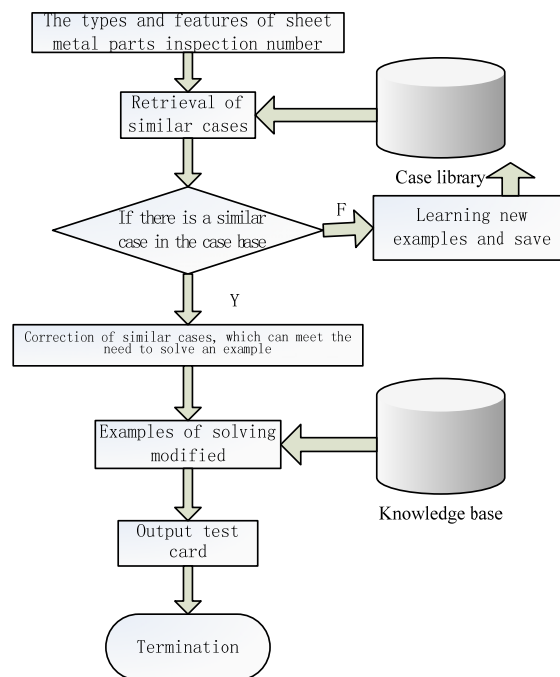 The types and features of sheet
metal parts inspection number
Retrieval of
similar cases
Case library
If there is a similar
case in the case base
F
Learning new
examples and save
Y
Correction of similar cases, which can meet the
need to solve an example
Examples of solving
modified
Knowledge base
Output test
card
Termination